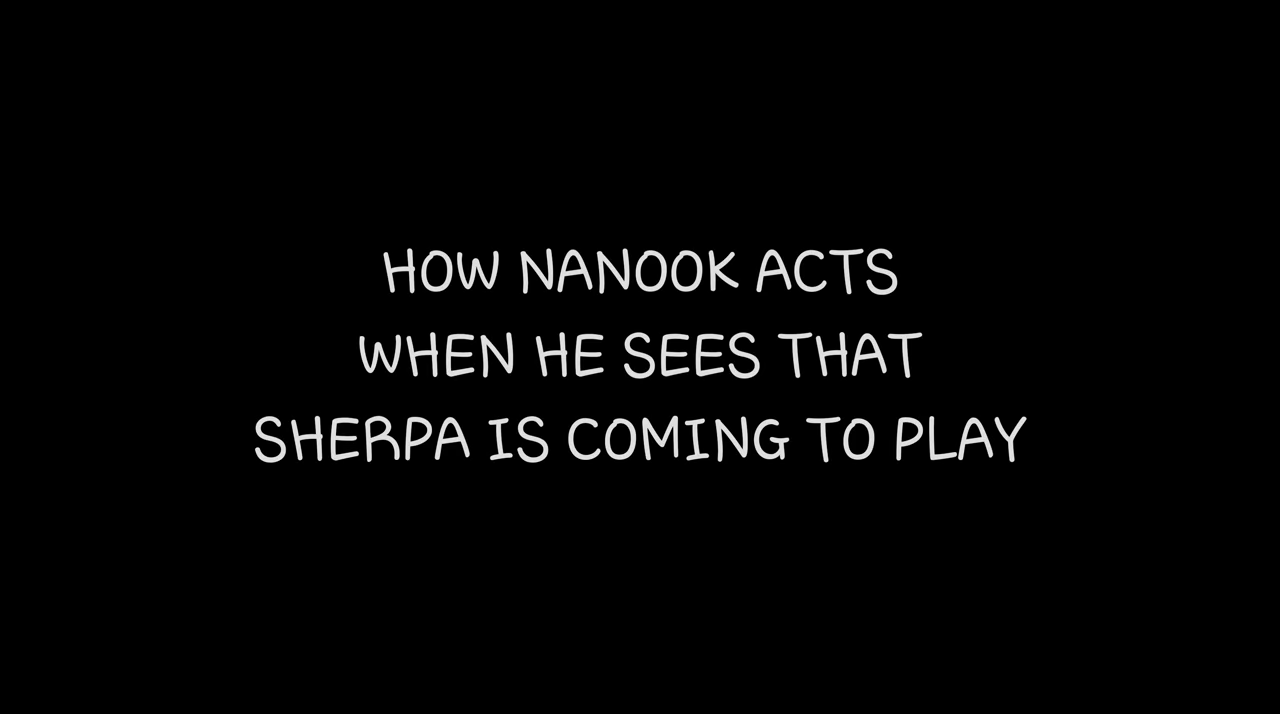 HOW NANOOK ACTS
WHEN HE SEES THAT
SHERPA IS COMING TO PLAY